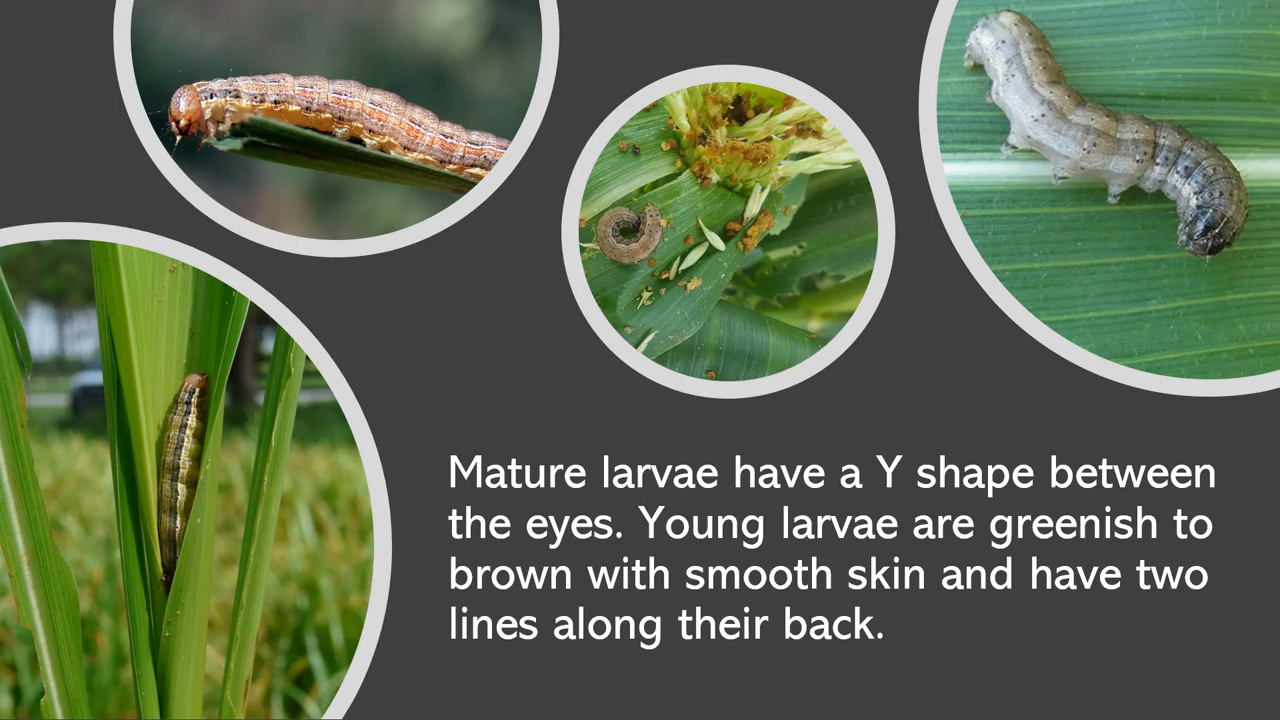 Mature larvae have a Y shape between
the eyes. Young larvae are greenish to
brown with smooth skin and have two
lines along their back.